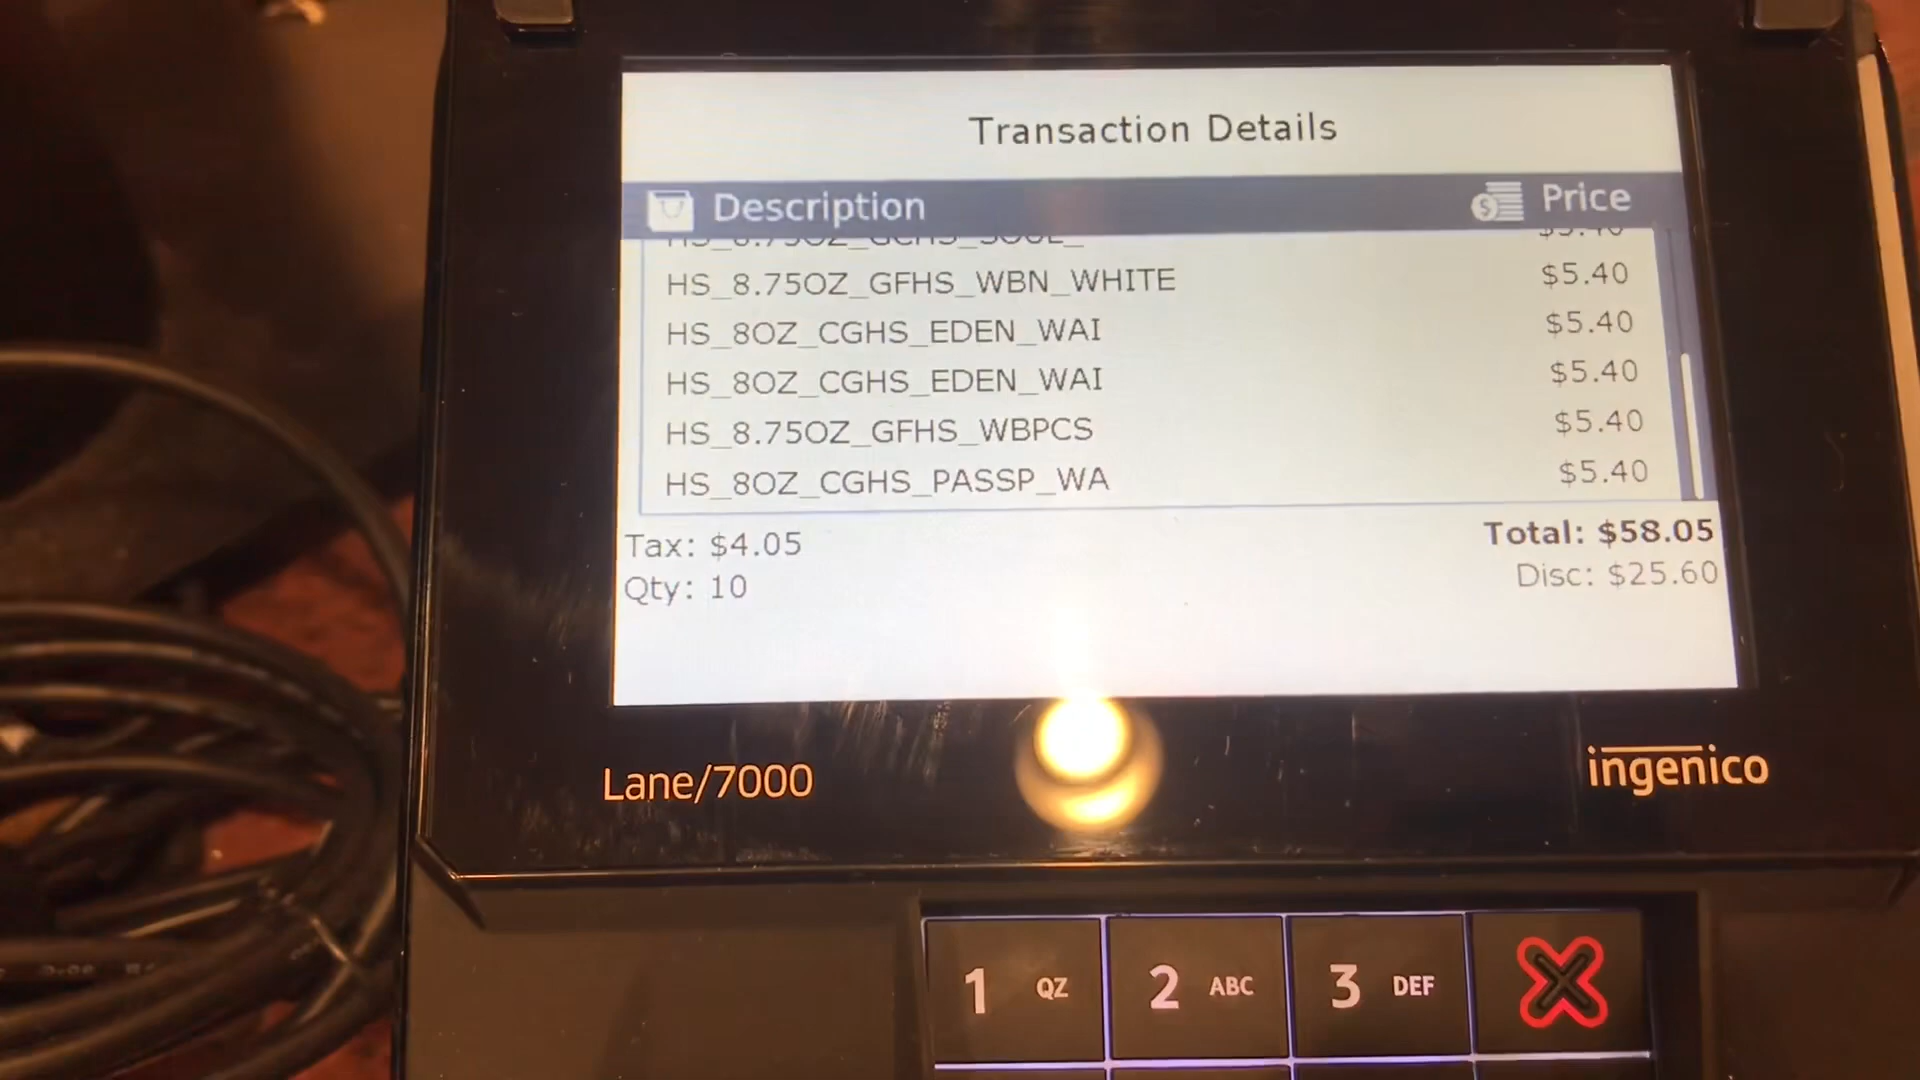 Transaction Details
Description Price
HS_8.75OZ_GFHS_WBN_WHITE $5.40
HS_8OZ_CGHS_EDEN_WAI $5.40
HS_8OZ_CGHS_EDEN_WAI $5.40
HS_8.75OZ_GFHS_WBPCS $5.40
HS_8OZ_CGHS_PASSP_WA $5.40
Tax: $4.05 Total: $58.05
Qty: 10 Disc: $25.60
Lane/7000 ingenico
1 QZ 2 ABC 3 DEF